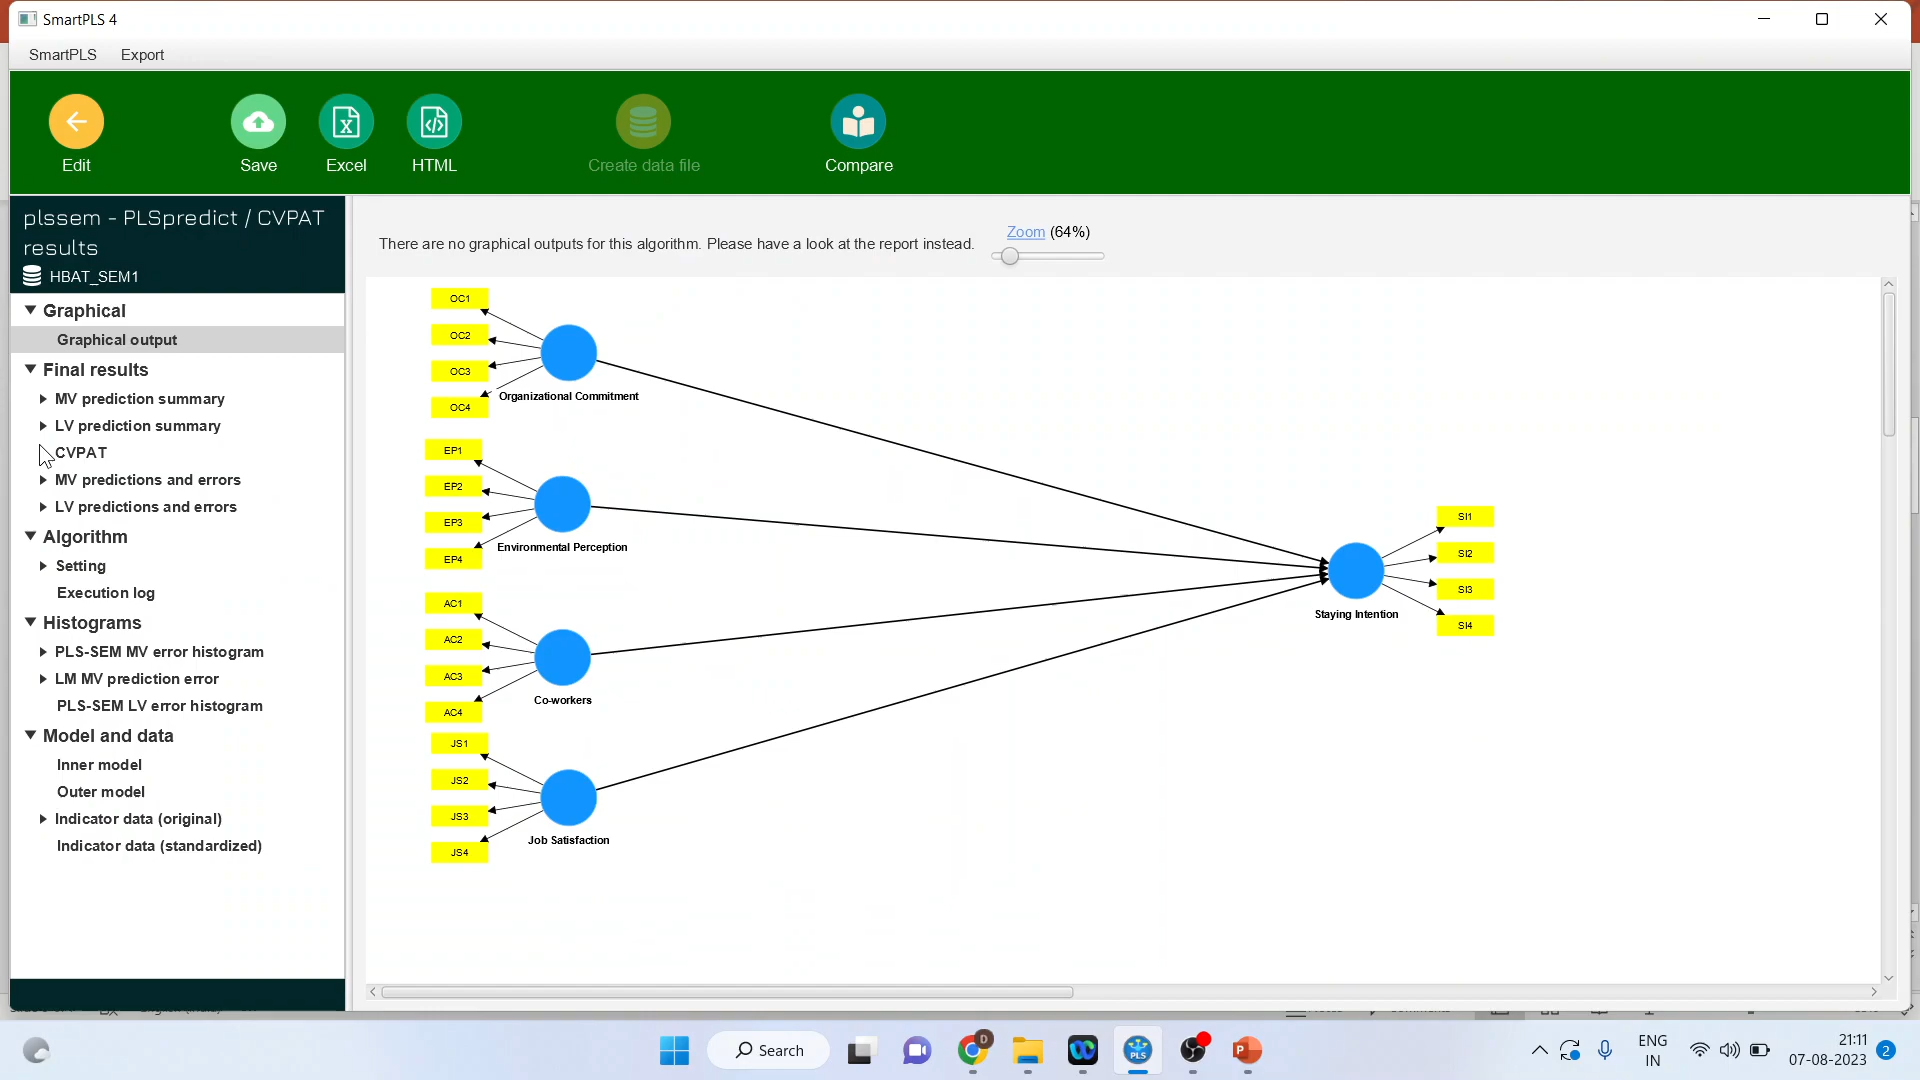 SmartPLS 4
SmartPLS Export
Edit
Save
Excel
HTML
Create data file
Compare
plssem - PLSpredict / CVPAT
results
HBAT_SEM1
Graphical
Graphical output
Final results
MV prediction summary
LV prediction summary
CVPAT
MV predictions and errors
LV predictions and errors
Algorithm
Setting
Execution log
Histograms
PLS-SEM MV error histogram
LM MV prediction error
PLS-SEM LV error histogram
Model and data
Inner model
Outer model
Indicator data (original)
Indicator data (standardized)
There are no graphical outputs for this algorithm. Please have a look at the report instead.
Zoom (64%)
OC1
OC2
OC3
OC4
Organizational Commitment
EP1
EP2
EP3
EP4
Environmental Perception
AC1
AC2
AC3
AC4
Co-workers
JS1
JS2
JS3
JS4
Job Satisfaction
Staying Intention
SI1
SI2
SI3
SI4
Search
D
PLS
P
ENG
IN
21:11
07-08-2023
2